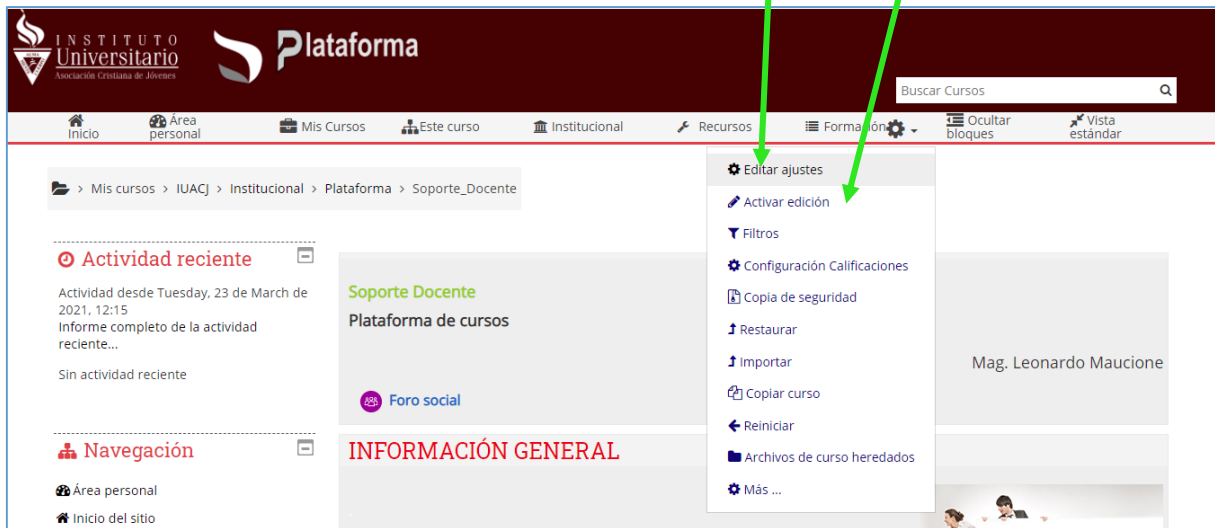 INSTITUTO
Universitario
Asociación Cristiana de Jóvenes
Plataforma
Buscar Cursos
Inicio
Área personal
Mis Cursos
Este curso
Institucional
Recursos
Formación
Ocultar bloques
Vista estándar
> Mis cursos > IUACJ > Institucional > Plataforma > Soporte_Docente
Editar ajustes
Activar edición
Filtros
Configuración Calificaciones
Copia de seguridad
Restaurar
Importar
Copiar curso
Reiniciar
Archivos de curso heredados
Más ...
Actividad reciente
Actividad desde Tuesday, 23 de March de
2021, 12:15
Informe completo de la actividad
reciente...
Sin actividad reciente
Soporte Docente
Plataforma de cursos
Mag. Leonardo Maucione
Foro social
Navegación
Área personal
Inicio del sitio
INFORMACIÓN GENERAL